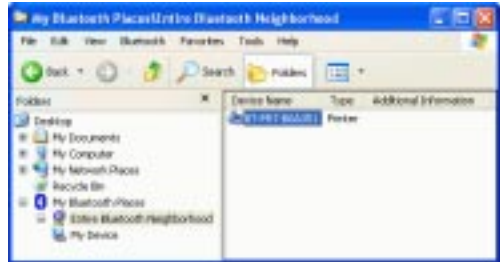 My Bluetooth Places\Entire Bluetooth Neighborhood
File Edit View Bluetooth Favorites Tools Help
Back Search Folders
Folders
Desktop
My Documents
My Computer
My Network Places
Recycle Bin
My Bluetooth Places
Entire Bluetooth Neighborhood
My Device
Device Name Type Additional Information
Printer